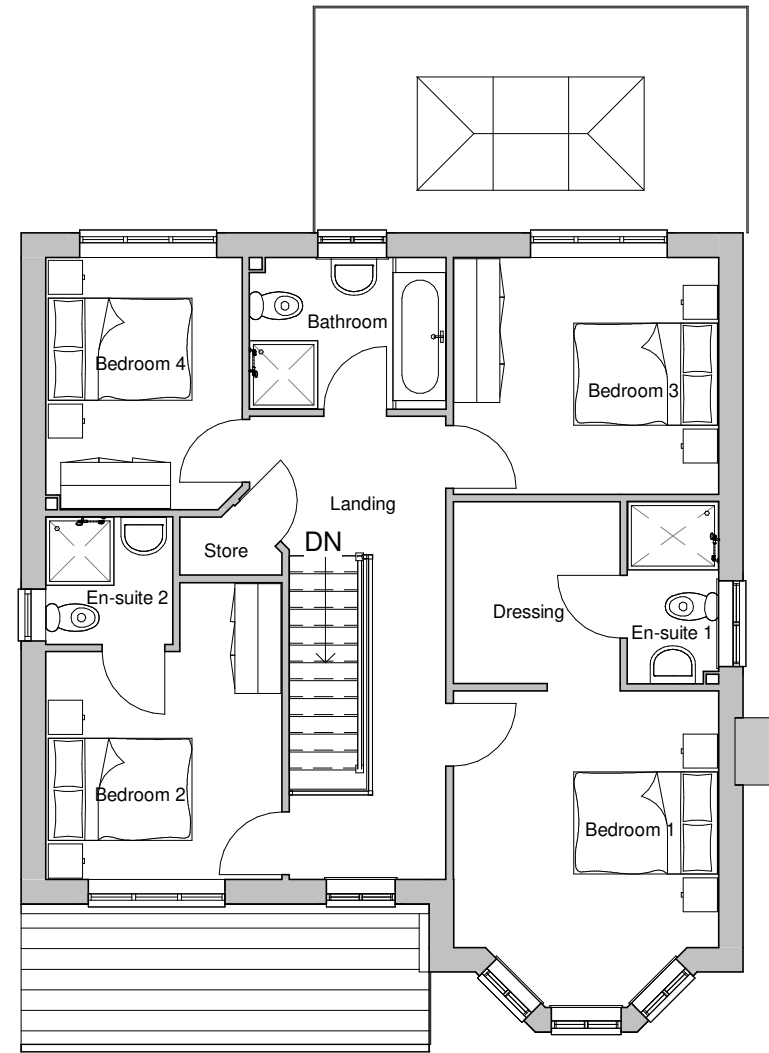 Bathroom
Bedroom 4
Bedroom 3
Landing
DN
Store
En-suite 2
Dressing
En-suite 1
Bedroom 2
Bedroom 1